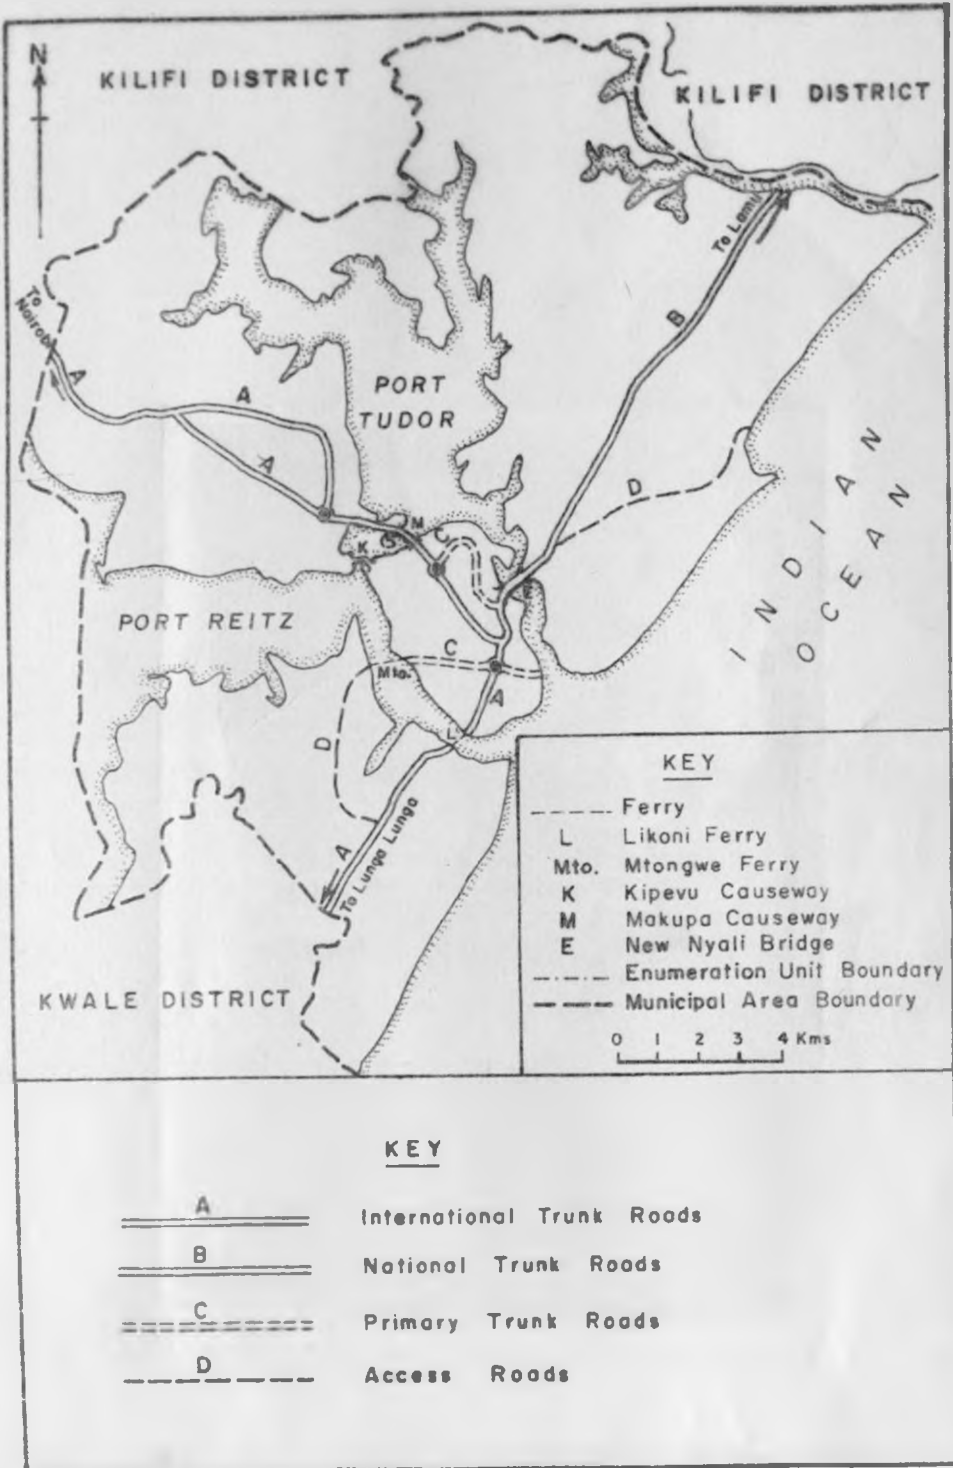 N
KILIFI DISTRICT
KILIFI DISTRICT
To Lamu
To
Nairobi
B
A
A
PORT
TUDOR
A
D
INDIAN
OCEAN
M
C
K
E
PORT REITZ
C
Mto.
A
D
L
A
To Lunga Lunga
KWALE DISTRICT
KEY
Ferry
L Likoni Ferry
Mto. Mtongwe Ferry
K Kipevu Causeway
M Makupa Causeway
E New Nyali Bridge
Enumeration Unit Boundary
Municipal Area Boundary
0 1 2 3 4 Kms
KEY
A International Trunk Roads
B National Trunk Roads
C Primary Trunk Roads
D Access Roads